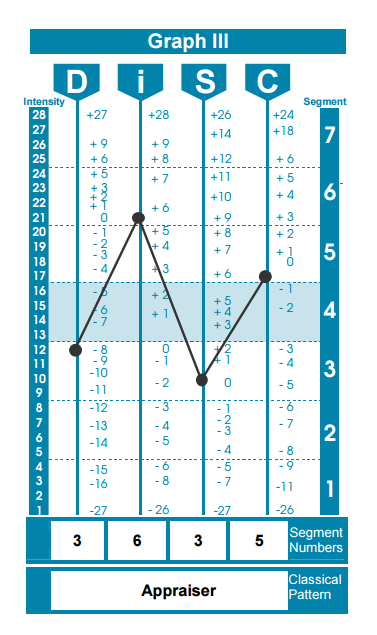 Graph III
D i S C
Intensity Segment
28 +27 +28 +26 +24
27 +14 +18 7
26 +9 +9
25 +6 +8 +12 +6
24 +5 +7 +11 +5
23 +3 6
22 +2 +10 +4
+1 +6
21 0 +9 +3
20 -1 +5 +8 +2
19 -2 +4 +7 +1 5
18 -3 0
17 -4 +3 +6
16 -5 +2 -1
15 -6 +1 +5 -2 4
14 -7 +4
13 +3
12 -8 0 +2 -3
11 -9 -1 +1 -4 3
10 -10 -2 0 -5
9 -11
8 -12 -3 -1 -6
7 -13 -4 -2 -7
6 -14 -5 -3 2
5 -4 -8
4 -15 -6 -5 -9
3 -16 -8 -7 -11 1
2
1 -27 -26 -27 -26
3 6 3 5 Segment
Numbers
Appraiser Classical
Pattern